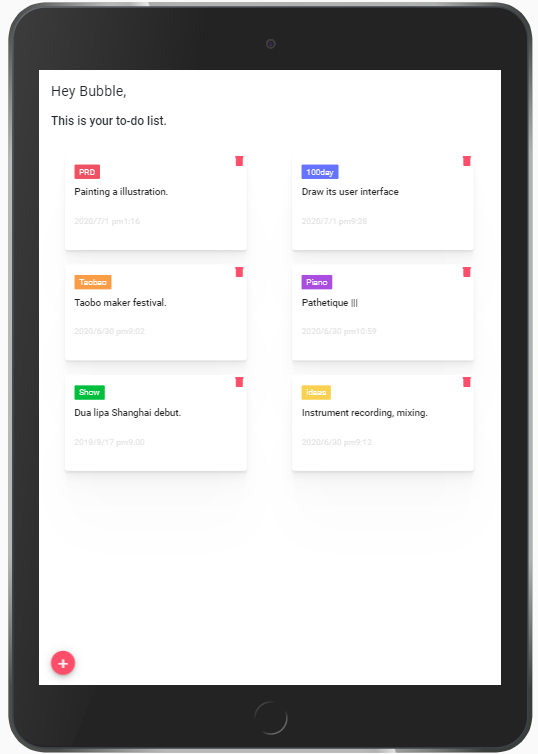 Hey Bubble,
This is your to-do list.
PRD
Painting a illustration.
2020/7/1 pm1:16
100day
Draw its user interface
2020/7/1 pm9:28
Taobao
Taobo maker festival.
2020/6/30 pm9:02
Piano
Pathetique |||
2020/6/30 pm10:59
Show
Dua lipa Shanghai debut.
2018/9/17 pm9.00
ideas
Instrument recording, mixing.
2020/6/30 pm9:12